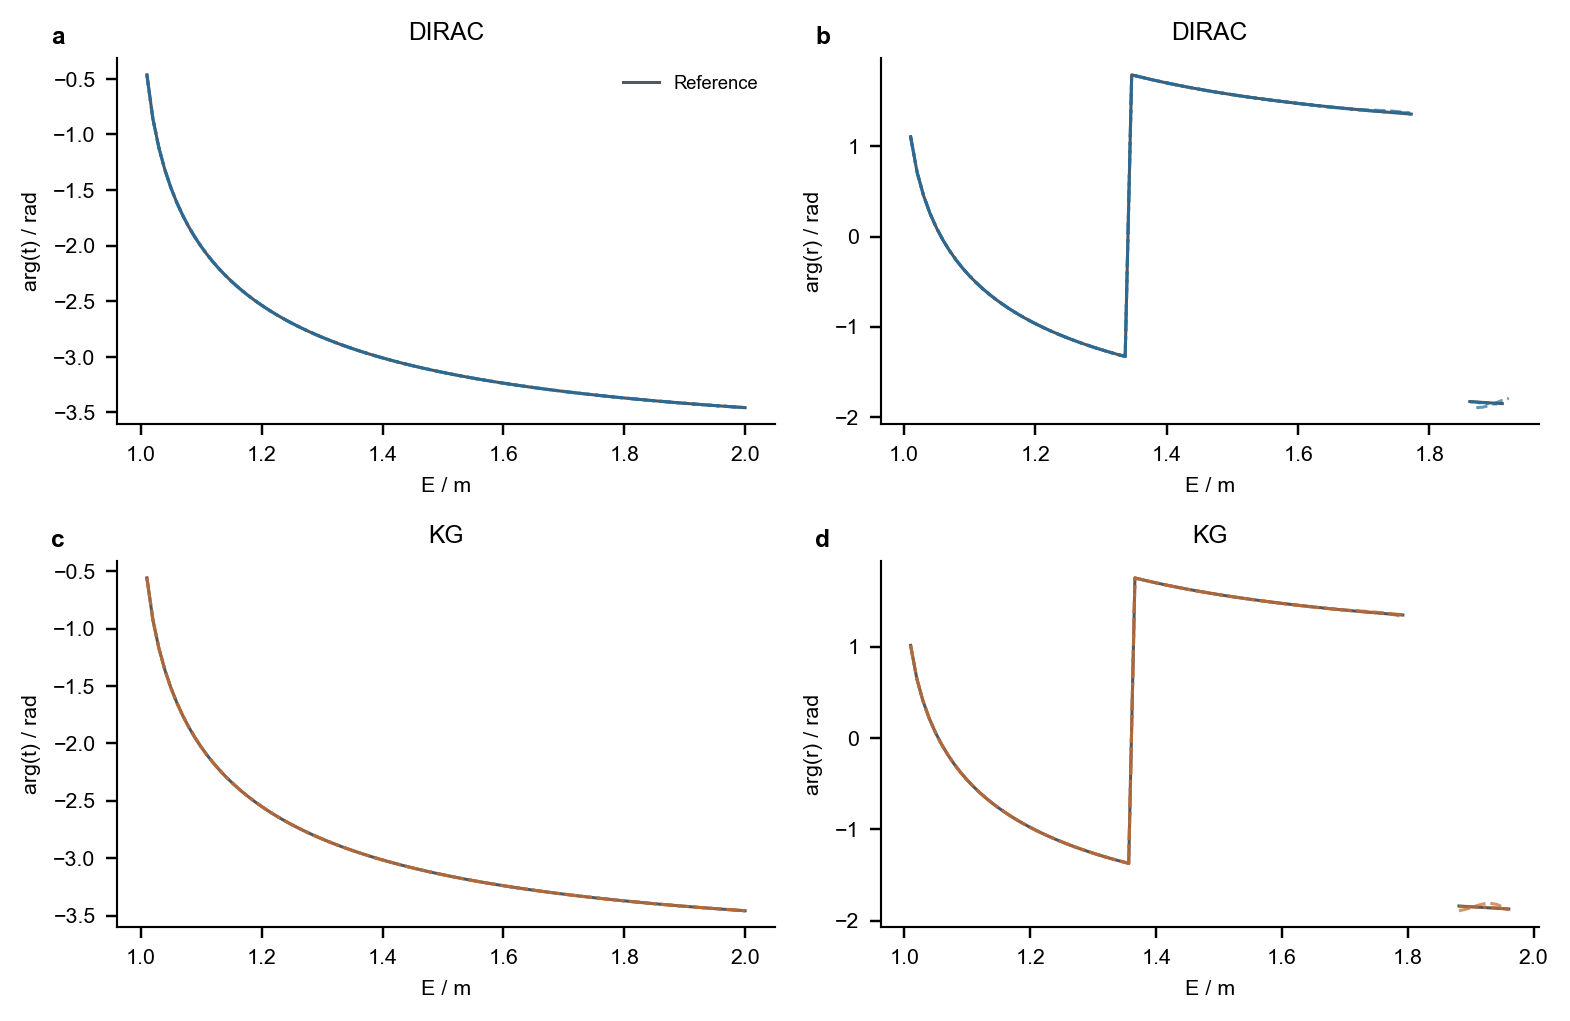 a
DIRAC
−0.5
−1.0
−1.5
−2.0
−2.5
−3.0
−3.5
arg(t) / rad
Reference
1.0 1.2 1.4 1.6 1.8 2.0
E / m
b
DIRAC
1
0
−1
−2
arg(r) / rad
1.0 1.2 1.4 1.6 1.8
E / m
c
KG
−0.5
−1.0
−1.5
−2.0
−2.5
−3.0
−3.5
arg(t) / rad
1.0 1.2 1.4 1.6 1.8 2.0
E / m
d
KG
1
0
−1
−2
arg(r) / rad
1.0 1.2 1.4 1.6 1.8 2.0
E / m